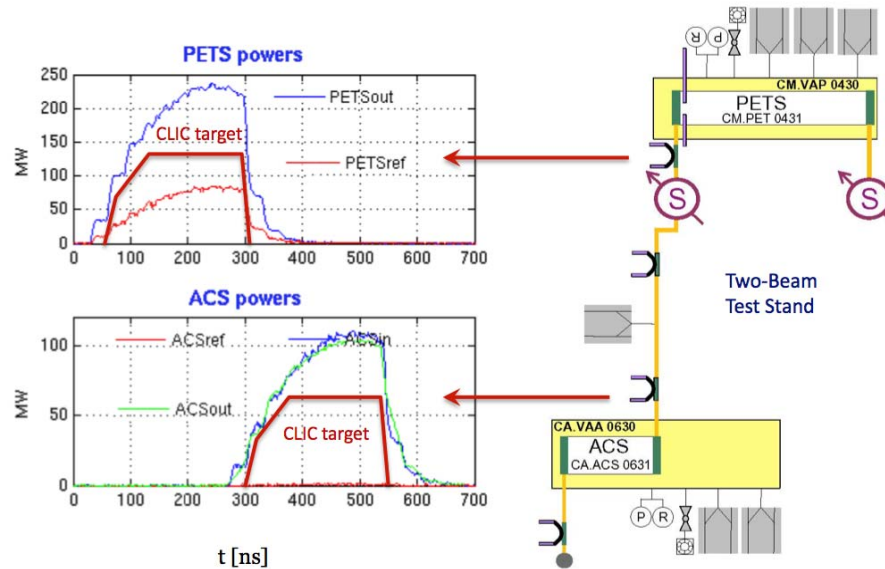 PETS powers
250
200
150
100
50
0
MW
PETSout
CLIC target
PETSref
0 100 200 300 400 500 600 700
ACS powers
100
50
0
MW
ACSref
ACSin
ACSout
CLIC target
0 100 200 300 400 500 600 700
t [ns]
R P
CM.VAP 0430
PETS
CM.PET 0431
S
S
Two-Beam
Test Stand
CA.VAA 0630
ACS
CA.ACS 0631
P R